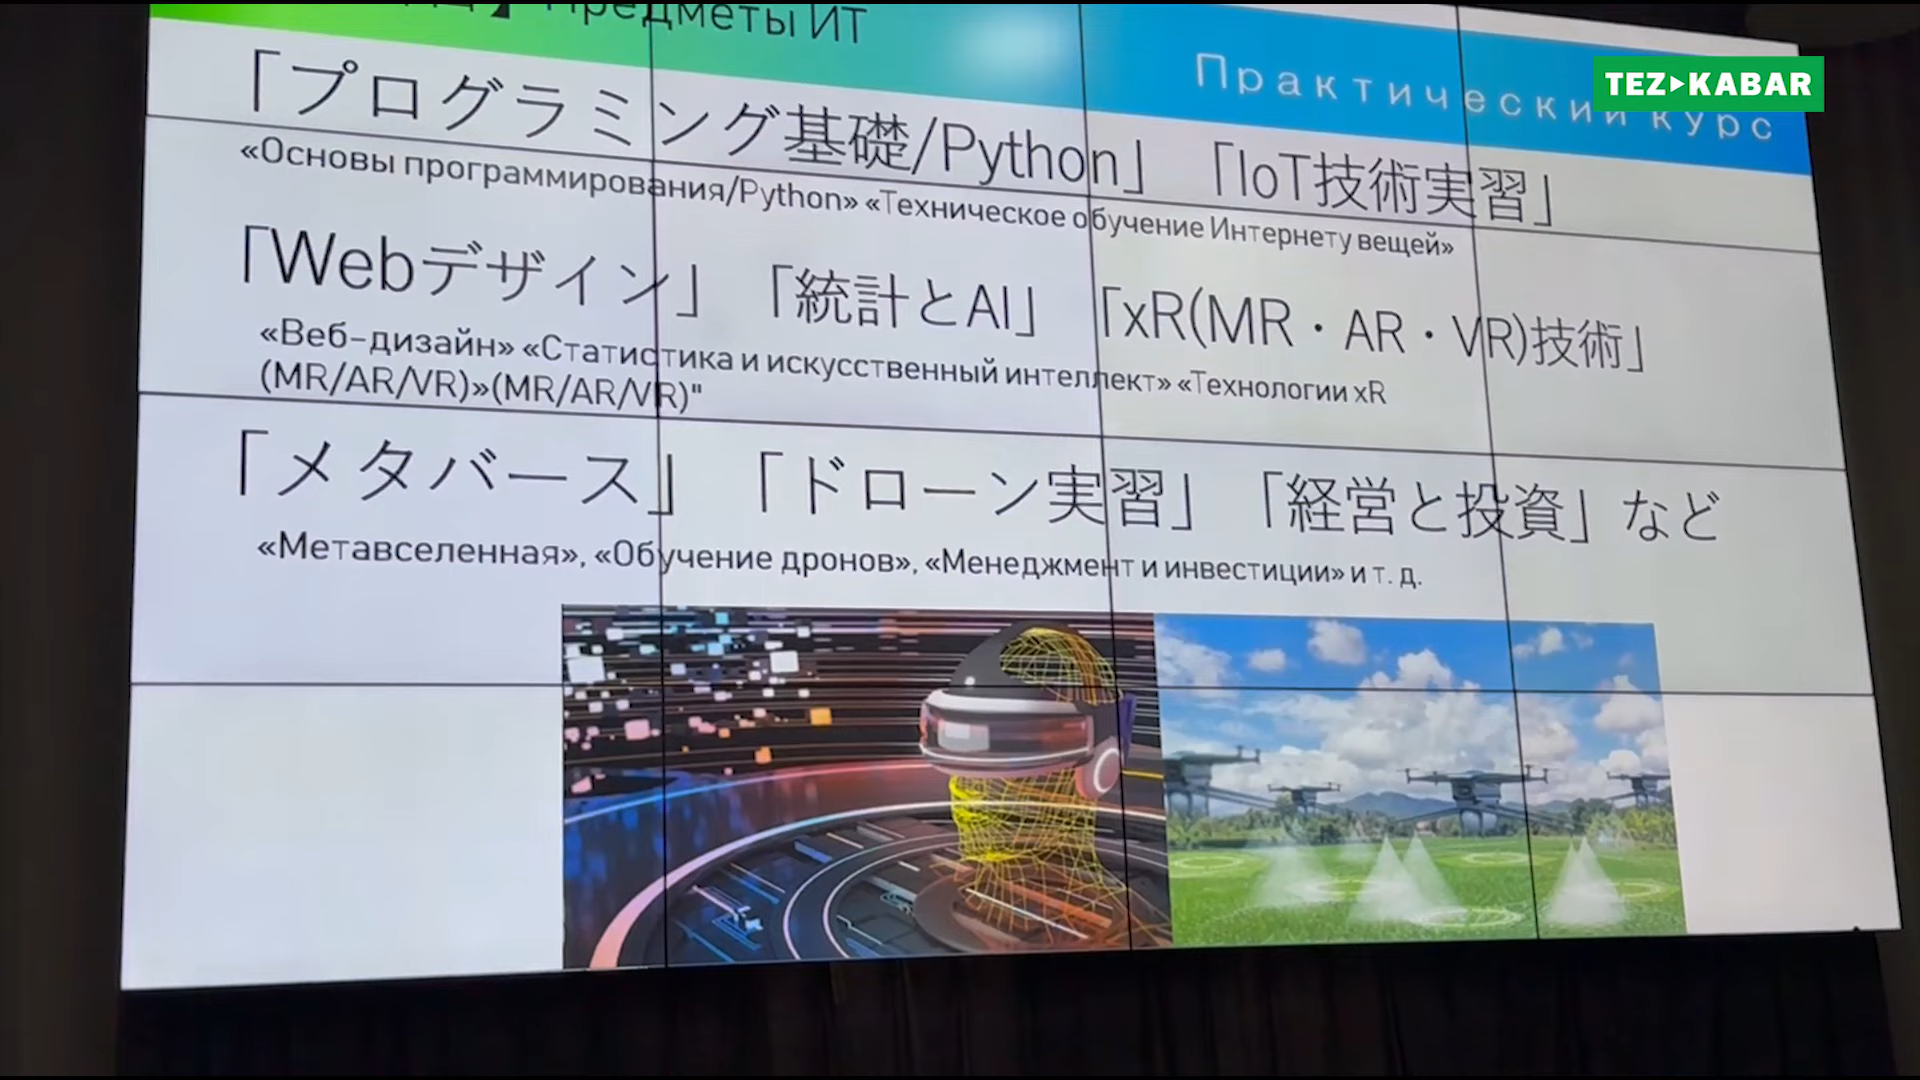 Предметы ИТ
Практический курс
TEZ KABAR
「プログラミング基礎/Python」 「IoT技術実習」
«Основы программирования/Python» «Техническое обучение Интернету вещей»
「Webデザイン」 「統計とAI」 「xR(MR・AR・VR)技術」
«Веб-дизайн» «Статистика и искусственный интеллект» «Технологии xR
(MR/AR/VR)»(MR/AR/VR)"
「メタバース」 「ドローン実習」 「経営と投資」など
«Метавселенная», «Обучение дронов», «Менеджмент и инвестиции» и т. д.